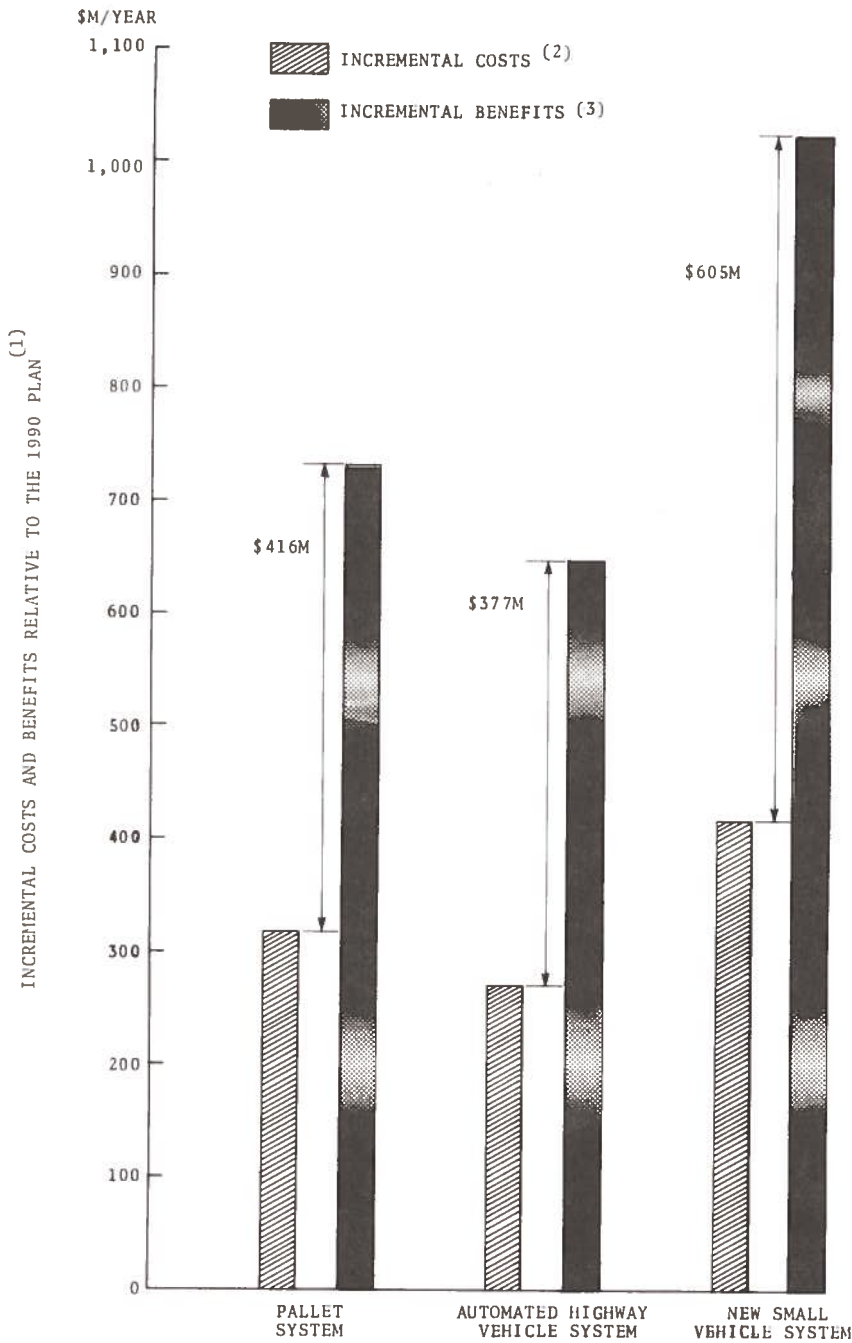 $M/YEAR
1,100
1,000
900
800
700
600
500
400
300
200
100
0
INCREMENTAL COSTS AND BENEFITS RELATIVE TO THE 1990 PLAN (1)
INCREMENTAL COSTS (2)
INCREMENTAL BENEFITS (3)
$416M
$377M
$605M
PALLET
SYSTEM
AUTOMATED HIGHWAY
VEHICLE SYSTEM
NEW SMALL
VEHICLE SYSTEM